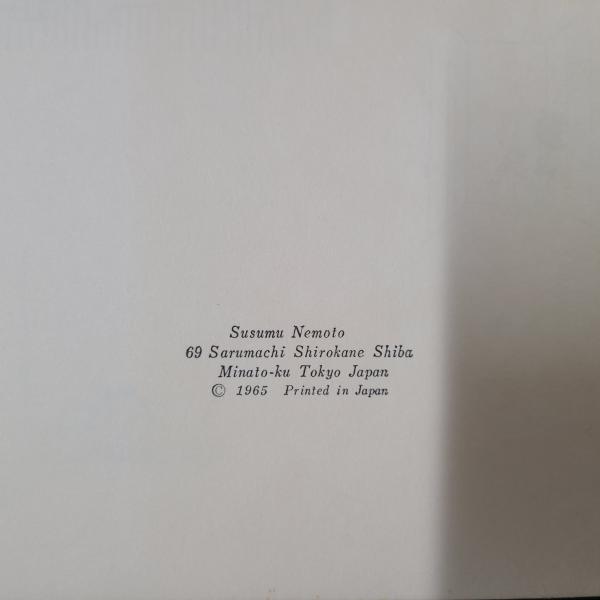 Susumu Nemoto
69 Sarumachi Shirokane Shiba
Minato-ku Tokyo Japan
© 1965 Printed in Japan